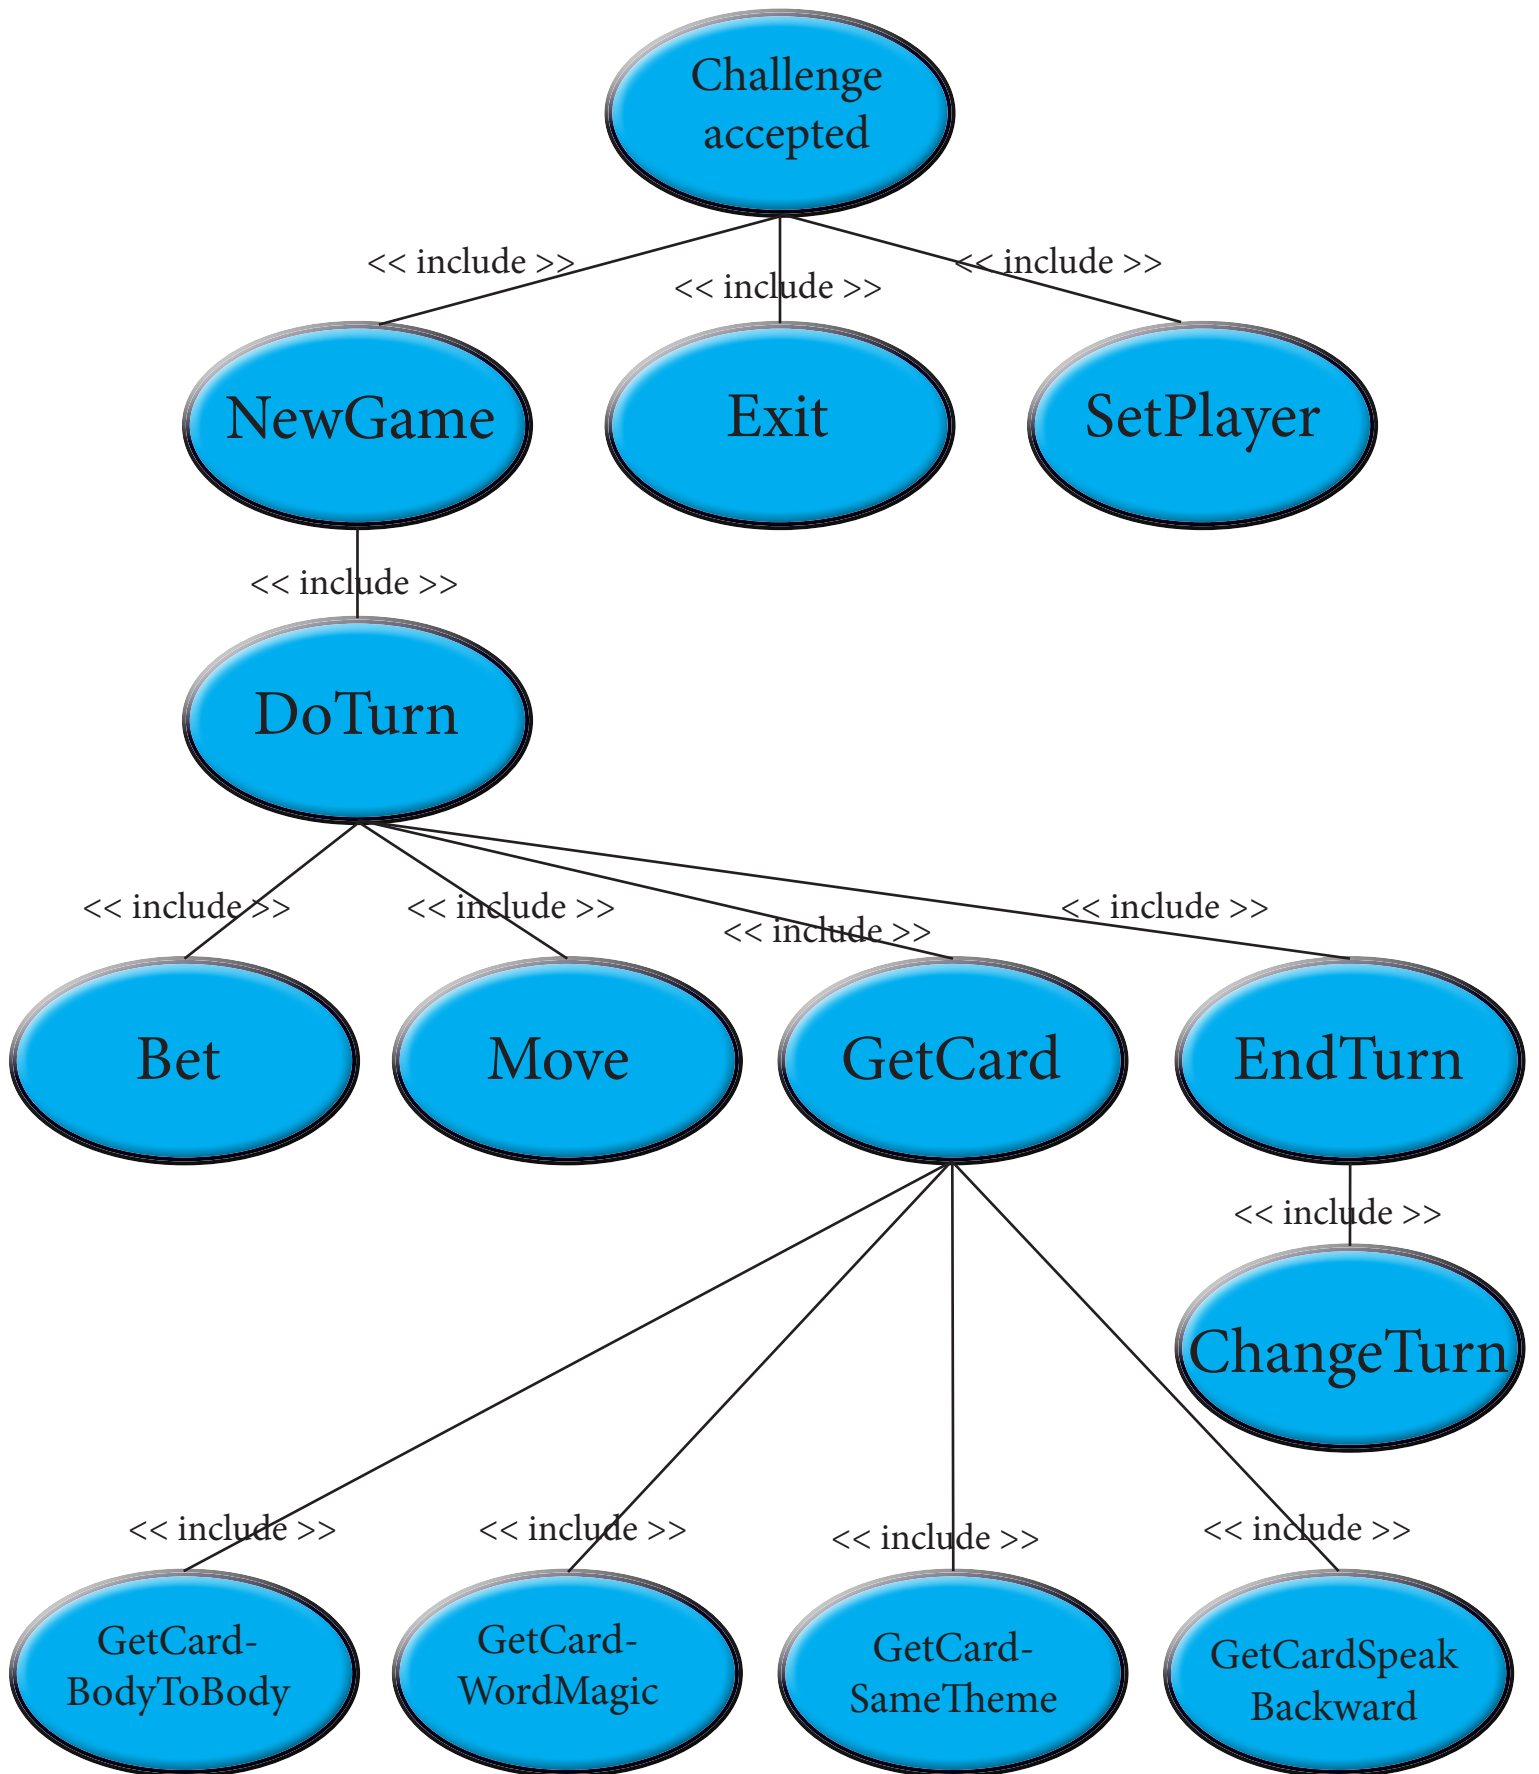 Challenge
accepted
<< include >>
<< include >>
<< include >>
NewGame
Exit
SetPlayer
<< include >>
DoTurn
<< include >>
<< include >>
<< include >>
<< include >>
Bet
Move
GetCard
EndTurn
<< include >>
ChangeTurn
<< include >>
<< include >>
<< include >>
<< include >>
GetCard-
BodyToBody
GetCard-
WordMagic
GetCard-
SameTheme
GetCardSpeak
Backward